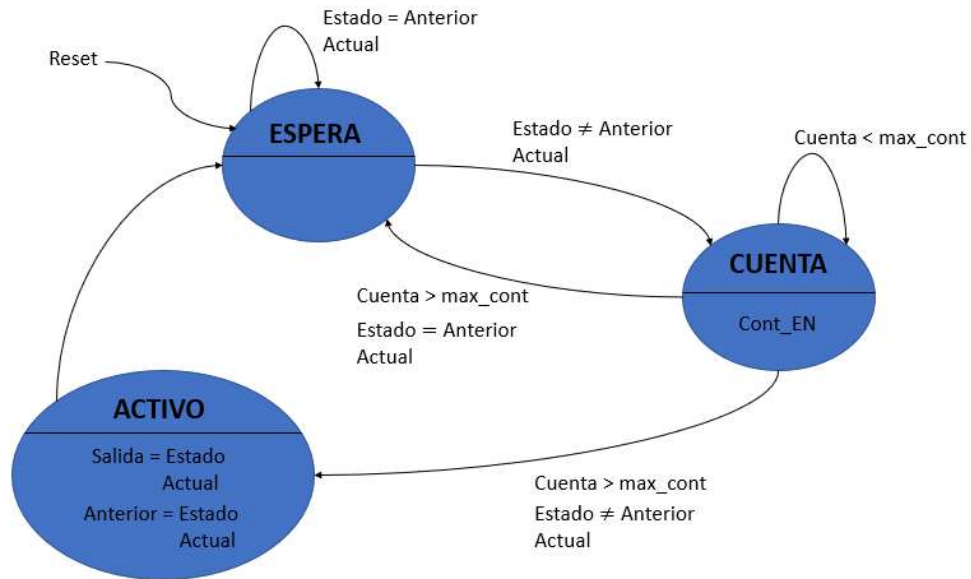 Estado = Anterior
Actual
Reset
ESPERA
Estado ≠ Anterior
Actual
Cuenta < max_cont
CUENTA
Cont_EN
Cuenta > max_cont
Estado = Anterior
Actual
ACTIVO
Salida = Estado
Actual
Anterior = Estado
Actual
Cuenta > max_cont
Estado ≠ Anterior
Actual